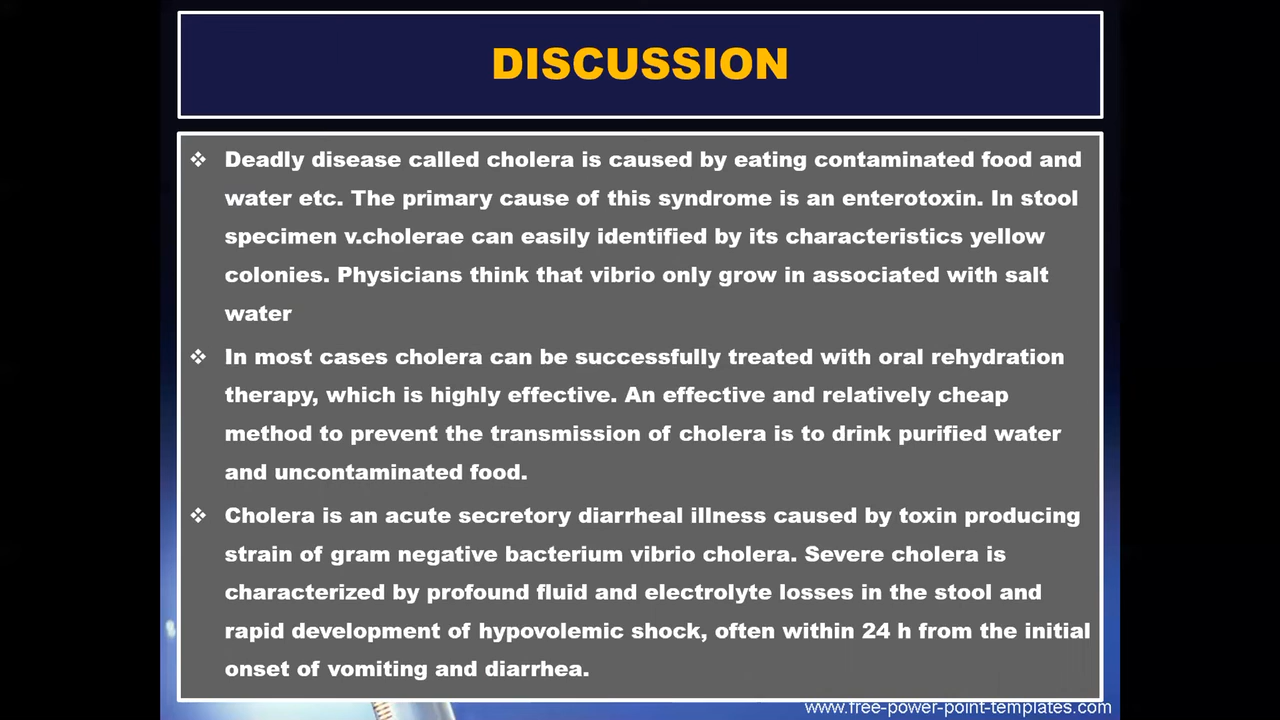 DISCUSSION
❖ Deadly disease called cholera is caused by eating contaminated food and
water etc. The primary cause of this syndrome is an enterotoxin. In stool
specimen v.cholerae can easily identified by its characteristics yellow
colonies. Physicians think that vibrio only grow in associated with salt
water
❖ In most cases cholera can be successfully treated with oral rehydration
therapy, which is highly effective. An effective and relatively cheap
method to prevent the transmission of cholera is to drink purified water
and uncontaminated food.
❖ Cholera is an acute secretory diarrheal illness caused by toxin producing
strain of gram negative bacterium vibrio cholera. Severe cholera is
characterized by profound fluid and electrolyte losses in the stool and
rapid development of hypovolemic shock, often within 24 h from the initial
onset of vomiting and diarrhea.
www.free-power-point-templates.com